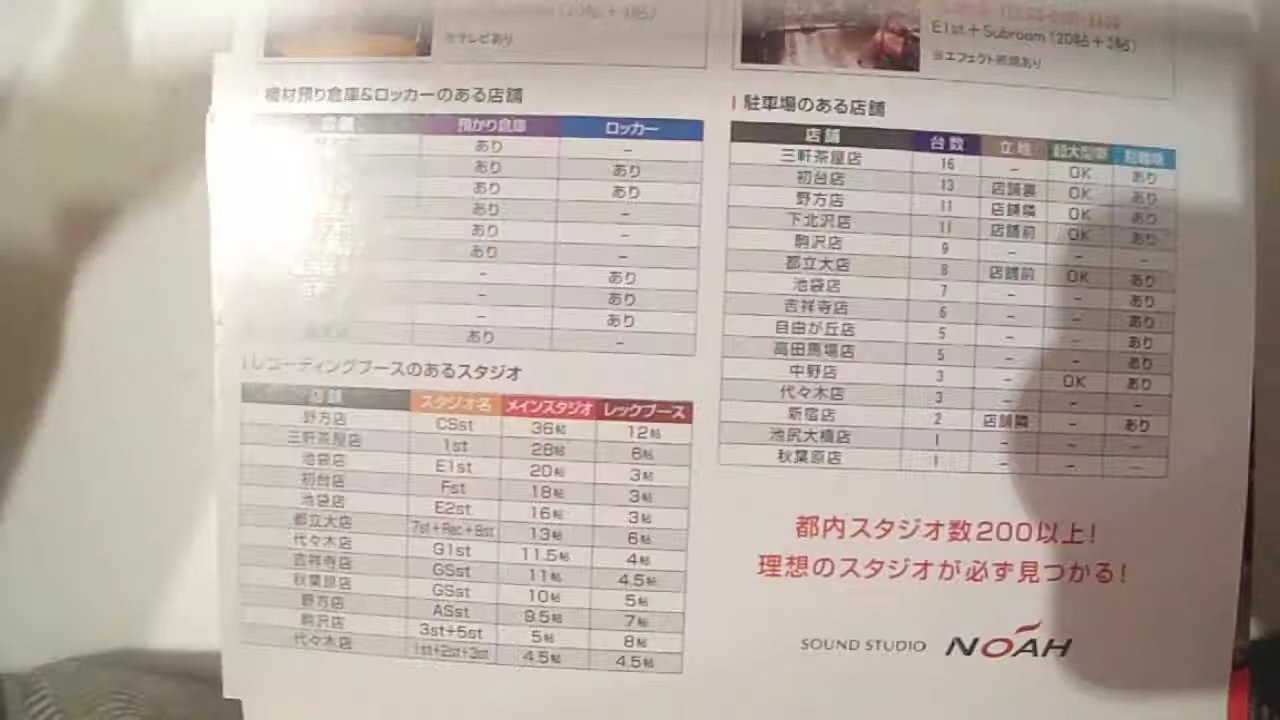 (20帖+4帖)
※テレビあり
E1st+Subroom(20帖+3帖)
機材預り倉庫&ロッカーのある店舗
店舗 預かり倉庫 ロッカー
あり –
あり あり
あり あり
あり –
あり –
あり –
– あり
– あり
– あり
あり –
レコーディングブースのあるスタジオ
店舗 スタジオ名 メインスタジオ レックブース
野方店 CSst 36帖 12帖
三軒茶屋店 1st 28帖 6帖
池袋店 E1st 20帖 3帖
初台店 Fst 18帖 3帖
池袋店 E2st 16帖 3帖
都立大店 7st+Rec+8st 13帖 6帖
代々木店 G1st 11.5帖 4帖
吉祥寺店 GSst 11帖 4.5帖
秋葉原店 GSst 10帖 5帖
野方店 ASst 9.5帖 7帖
駒沢店 3st+5st 5帖 8帖
代々木店 1st+2st+3st 4.5帖 4.5帖
駐車場のある店舗
店舗 台数 立地 超大型車 駐輪場
三軒茶屋店 16 – OK あり
初台店 13 店舗裏 OK あり
野方店 11 店舗隣 OK あり
下北沢店 11 店舗前 OK あり
駒沢店 9 – – –
都立大店 8 店舗前 OK あり
池袋店 7 – – あり
吉祥寺店 6 – – あり
自由が丘店 5 – – あり
高田馬場店 5 – – あり
中野店 3 – OK あり
代々木店 3 – – –
新宿店 2 店舗隣 – あり
池尻大橋店 1 – – –
秋葉原店 1 – – –
都内スタジオ数200以上!
理想のスタジオが必ず見つかる!
SOUND STUDIO NOAH